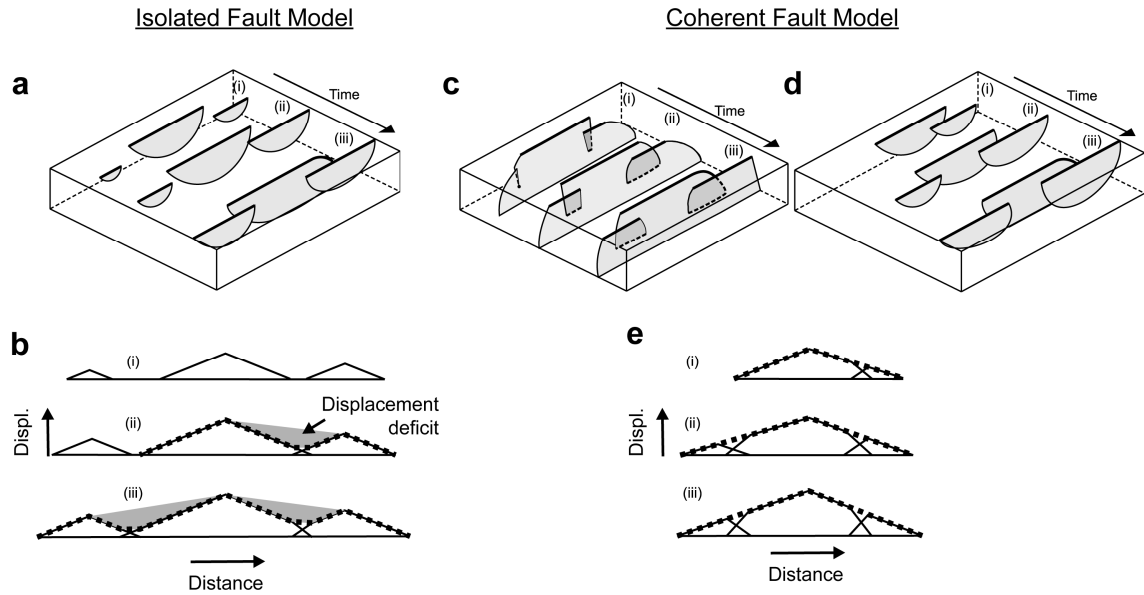 Isolated Fault Model
Coherent Fault Model
a
(i)
Time
(ii)
(iii)
c
(i)
Time
(ii)
(iii)
d
(i)
Time
(ii)
(iii)
b
(i)
Displ.
(ii)
Displacement
deficit
(iii)
Distance
e
(i)
Displ.
(ii)
(iii)
Distance